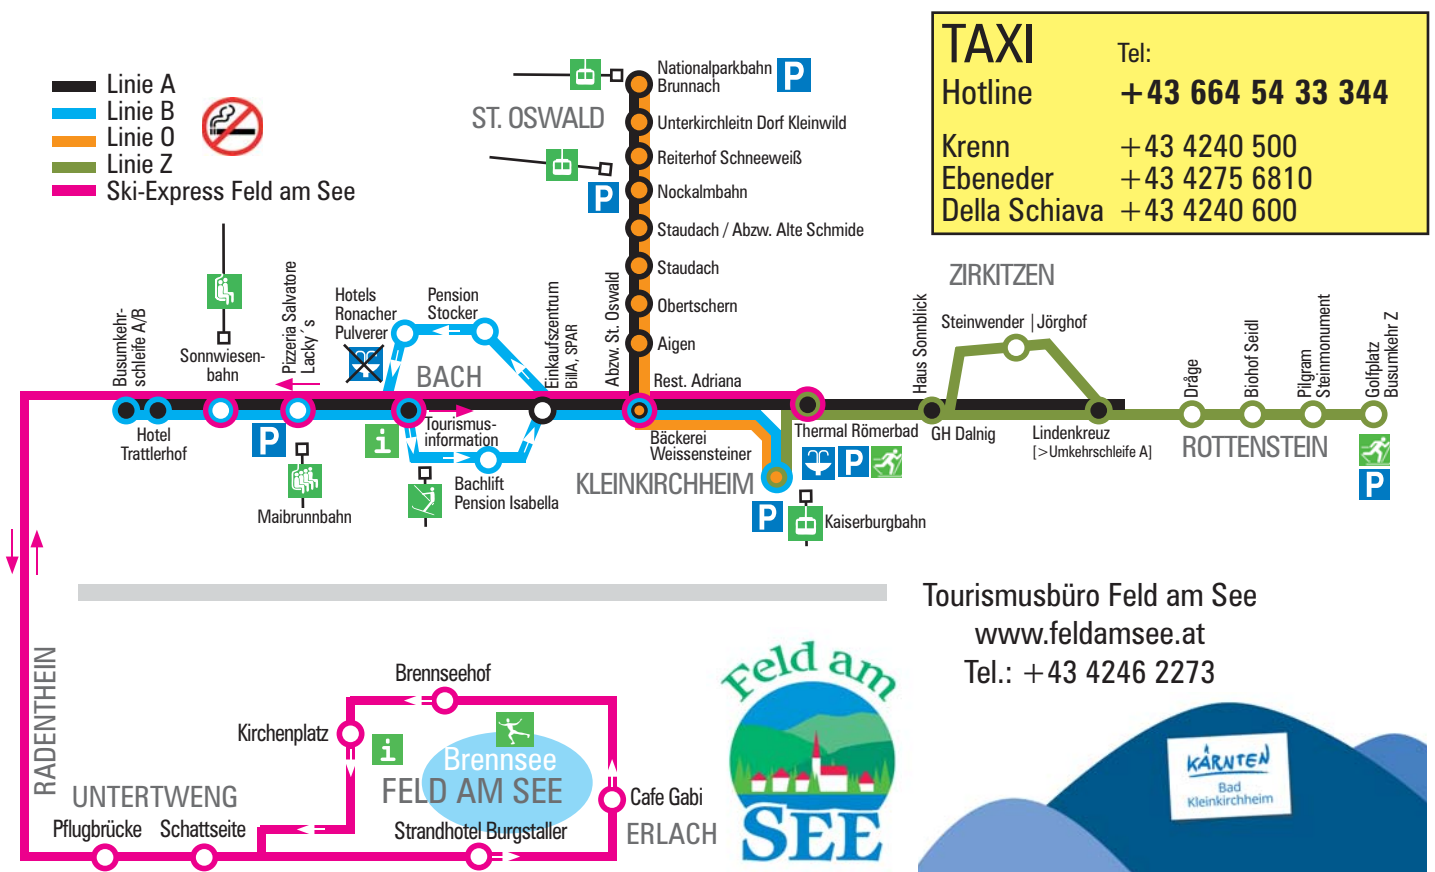 Linie A
Linie B
Linie O
Linie Z
Ski-Express Feld am See
ST. OSWALD
Nationalparkbahn
Brunnach
P
Unterkirchleitn Dorf Kleinwild
Reiterhof Schneeweiß
P
Nockalmbahn
Staudach / Abzw. Alte Schmide
Staudach
Obertschern
Aigen
Rest. Adriana
Abzw. St. Oswald
TAXI
Tel:
Hotline +43 664 54 33 344
Krenn +43 4240 500
Ebeneder +43 4275 6810
Della Schiava +43 4240 600
Busumkehr-
schleife A/B
Hotel
Trattlerhof
Sonnwiesen-
bahn
Pizzeria Salvatore
Lacky´s
P
Maibrunnbahn
Hotels
Ronacher
Pulverer
Pension
Stocker
BACH
i
Tourismus-
information
Bachlift
Pension Isabella
Einkaufszentrum
BillA, SPAR
Bäckerei
Weissensteiner
KLEINKIRCHHEIM
P
Thermal Römerbad
P
Kaiserburgbahn
Haus Sonnblick
GH Dalnig
ZIRKITZEN
Steinwender | Jörghof
Lindenkreuz
[>Umkehrschleife A]
Dråge
Biohof Seidl
Pilgram
Steinmonument
Golfplatz
Busumkehr Z
ROTTENSTEIN
P
RADENTHEIN
UNTERTWENG
Pflugbrücke
Schattseite
Kirchenplatz
i
Brennseehof
Brennsee
FELD AM SEE
Strandhotel Burgstaller
Cafe Gabi
ERLACH
Feld am
SEE
Tourismusbüro Feld am See
www.feldamsee.at
Tel.: +43 4246 2273
KÄRNTEN
Bad
Kleinkirchheim